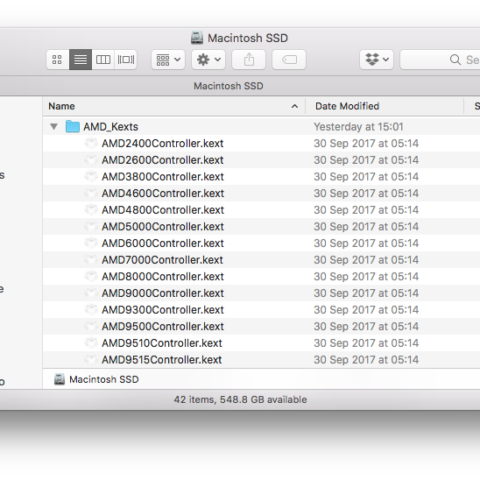 Macintosh SSD
Se
Macintosh SSD
Name Date Modified S
AMD_Kexts Yesterday at 15:01
AMD2400Controller.kext 30 Sep 2017 at 05:14
AMD2600Controller.kext 30 Sep 2017 at 05:14
AMD3800Controller.kext 30 Sep 2017 at 05:14
AMD4600Controller.kext 30 Sep 2017 at 05:14
AMD4800Controller.kext 30 Sep 2017 at 05:14
AMD5000Controller.kext 30 Sep 2017 at 05:14
AMD6000Controller.kext 30 Sep 2017 at 05:14
AMD7000Controller.kext 30 Sep 2017 at 05:14
AMD8000Controller.kext 30 Sep 2017 at 05:14
AMD9000Controller.kext 30 Sep 2017 at 05:14
AMD9300Controller.kext 30 Sep 2017 at 05:14
AMD9500Controller.kext 30 Sep 2017 at 05:14
AMD9510Controller.kext 30 Sep 2017 at 05:14
AMD9515Controller.kext 30 Sep 2017 at 05:14
s
e
o
Macintosh SSD
42 items, 548.8 GB available